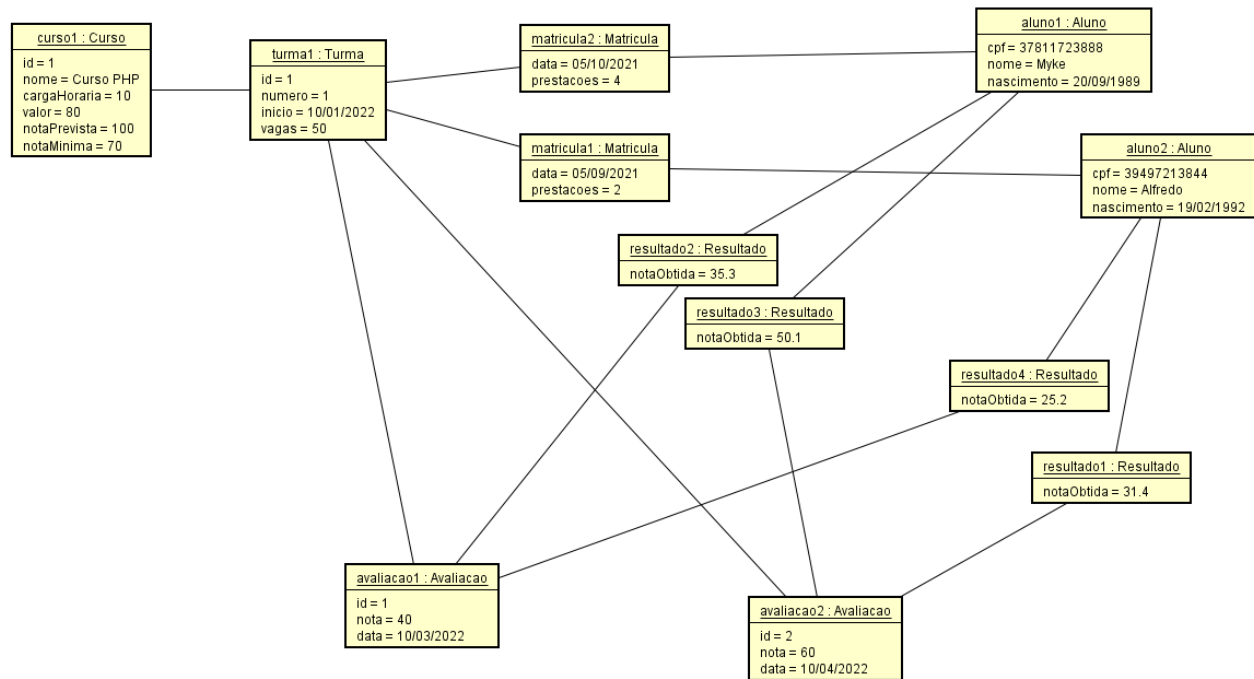 curso1 : Curso
id = 1
nome = Curso PHP
cargaHoraria = 10
valor = 80
notaPrevista = 100
notaMinima = 70
turma1 : Turma
id = 1
numero = 1
inicio = 10/01/2022
vagas = 50
matricula2 : Matricula
data = 05/10/2021
prestacoes = 4
aluno1 : Aluno
cpf = 37811723888
nome = Myke
nascimento = 20/09/1989
matricula1 : Matricula
data = 05/09/2021
prestacoes = 2
aluno2 : Aluno
cpf = 39497213844
nome = Alfredo
nascimento = 19/02/1992
resultado2 : Resultado
notaObtida = 35.3
resultado3 : Resultado
notaObtida = 50.1
resultado4 : Resultado
notaObtida = 25.2
resultado1 : Resultado
notaObtida = 31.4
avaliacao1 : Avaliacao
id = 1
nota = 40
data = 10/03/2022
avaliacao2 : Avaliacao
id = 2
nota = 60
data = 10/04/2022